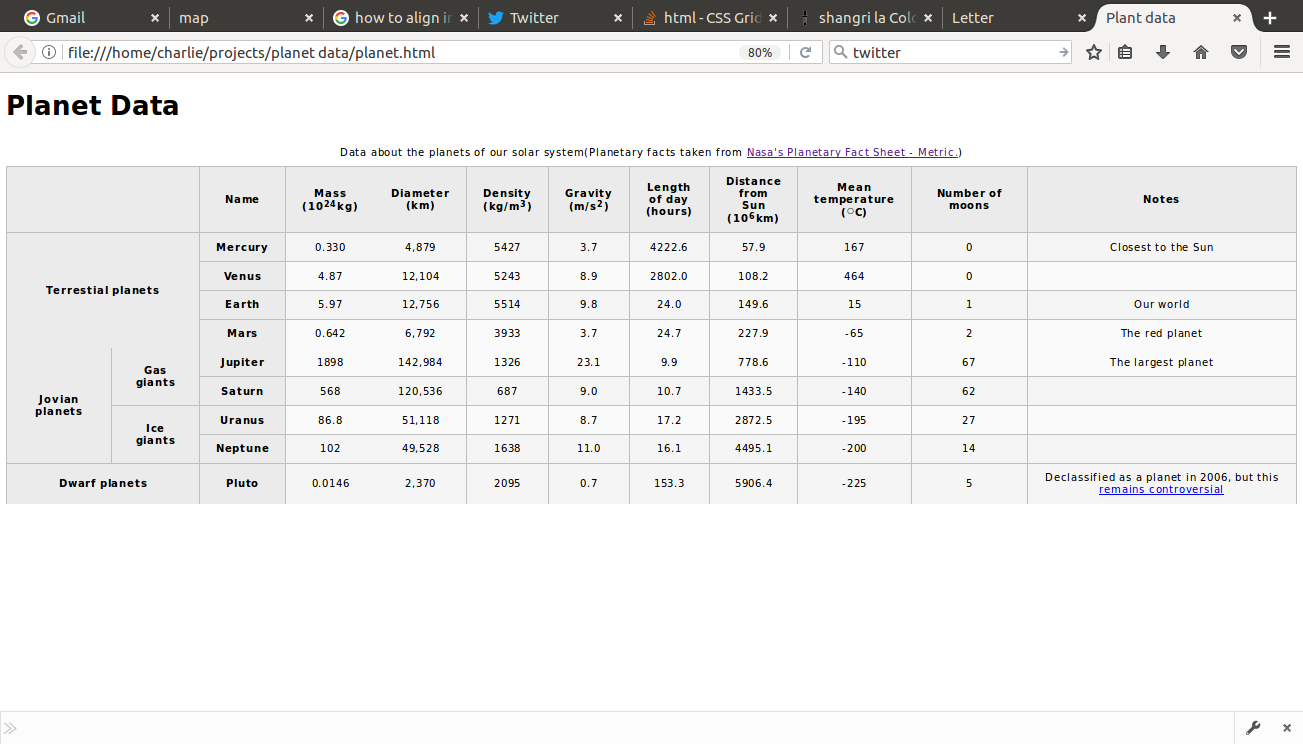 Gmail × map × how to align in × Twitter × html - CSS Grid × shangri la Colo × Letter × Plant data ×
file:///home/charlie/projects/planet data/planet.html 80% twitter
Planet Data
Data about the planets of our solar system(Planetary facts taken from Nasa's Planetary Fact Sheet - Metric.)
Name
Mass
(10²⁴kg)
Diameter
(km)
Density
(kg/m³)
Gravity
(m/s²)
Length
of day
(hours)
Distance
from
Sun
(10⁶km)
Mean
temperature
(○C)
Number of
moons
Notes
Terrestial planets
Mercury 0.330 4,879 5427 3.7 4222.6 57.9 167 0 Closest to the Sun
Venus 4.87 12,104 5243 8.9 2802.0 108.2 464 0
Earth 5.97 12,756 5514 9.8 24.0 149.6 15 1 Our world
Mars 0.642 6,792 3933 3.7 24.7 227.9 -65 2 The red planet
Jovian
planets
Gas
giants
Jupiter 1898 142,984 1326 23.1 9.9 778.6 -110 67 The largest planet
Saturn 568 120,536 687 9.0 10.7 1433.5 -140 62
Ice
giants
Uranus 86.8 51,118 1271 8.7 17.2 2872.5 -195 27
Neptune 102 49,528 1638 11.0 16.1 4495.1 -200 14
Dwarf planets Pluto 0.0146 2,370 2095 0.7 153.3 5906.4 -225 5 Declassified as a planet in 2006, but this
remains controversial